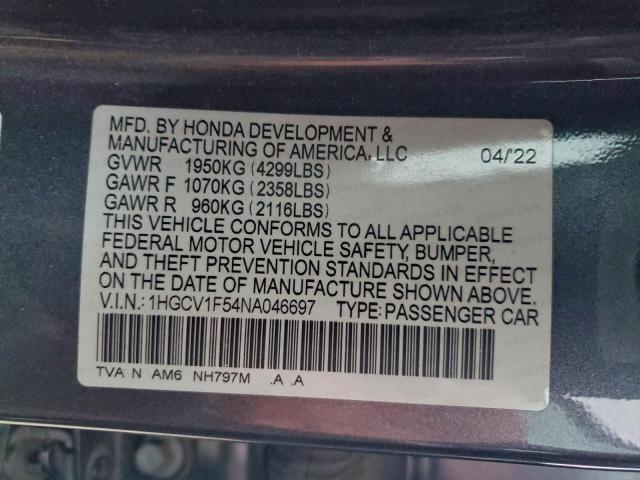 MFD. BY HONDA DEVELOPMENT &
MANUFACTURING OF AMERICA, LLC 04/'22
GVWR 1950KG (4299LBS)
GAWR F 1070KG (2358LBS)
GAWR R 960KG (2116LBS)
THIS VEHICLE CONFORMS TO ALL APPLICABLE
FEDERAL MOTOR VEHICLE SAFETY, BUMPER,
AND THEFT PREVENTION STANDARDS IN EFFECT
ON THE DATE OF MANUFACTURE SHOWN ABOVE.
V.I.N.:1HGCV1F54NA046697 TYPE:PASSENGER CAR
TVA N AM6 NH797M .A .A